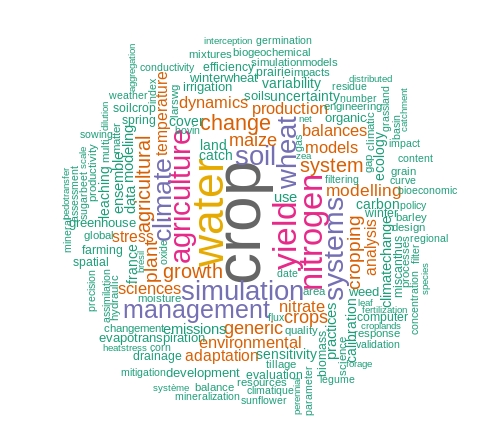 interception germination
mixtures biogeochemical
aggregation conductivity efficiency simulationmodels
temperature winterwheat prairie impacts distributed
weather index irrigation variability residue
soilcrop larswg dynamics soils uncertainty number grassland catchment
dilution spring cover change production engineering basin policy
sowing multi matter bovin maize net organic climatic
pedotransfer scale productivity ensemble data modeling agricultural land wheat gas balances ecology impact
mineral assessment sugarbeet leaching climate agriculture catch soil zea models gap content
water crop system filtering grain
yield nitrogen use modelling curve bioeconomic
greenhouse carbon
global stress plant systems cropping winter barley
farming france soil oxide analysis climatechange miscanthus processes design regional
spatial growth date weed concentration filter species
precision assimilation hydraulic sciences simulation area leaf
moisture management flux nitrate practices fertilization
changement emissions generic crops quality calibration computer croplands response
evapotranspiration environmental biomass science validation
heatstress corn
drainage adaptation sensitivity
tillage forage
mitigation development evaluation legume
système balance resources perennial parameter
mineralization climatique
sunflower